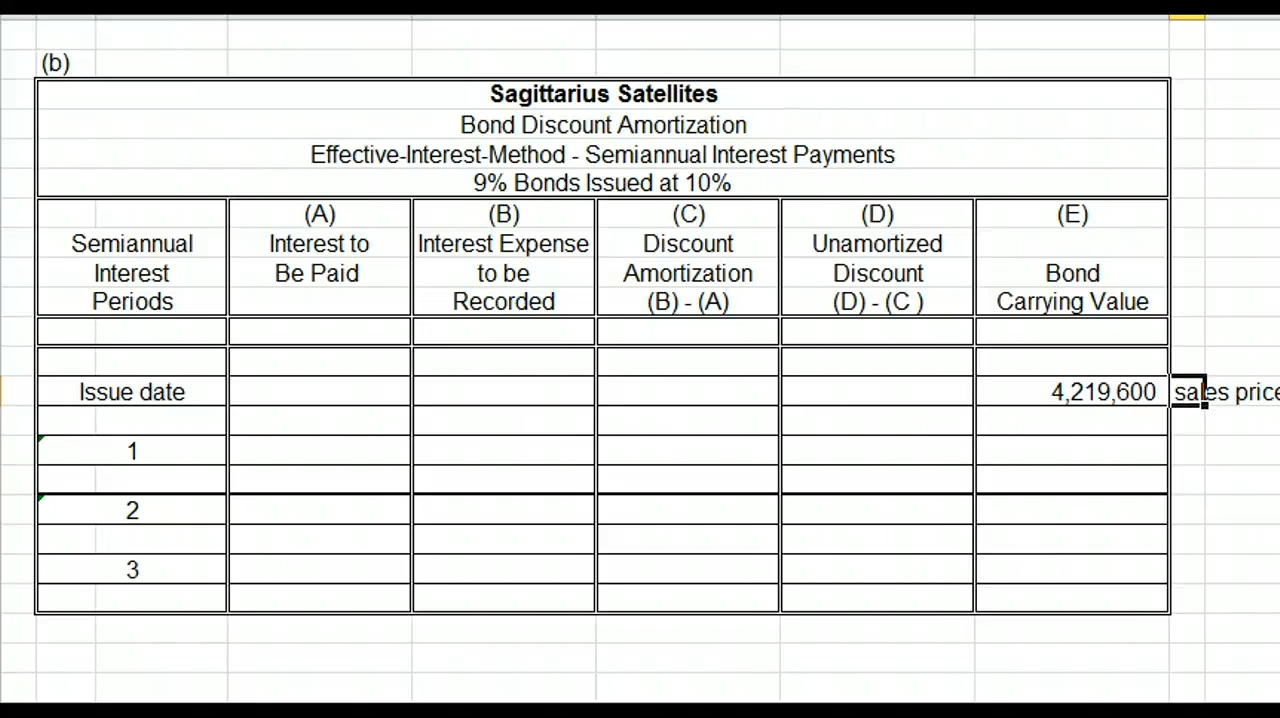 (b)
Sagittarius Satellites
Bond Discount Amortization
Effective-Interest-Method - Semiannual Interest Payments
9% Bonds Issued at 10%
(A) (B) (C) (D) (E)
Semiannual Interest to Interest Expense Discount Unamortized
Interest Be Paid to be Amortization Discount Bond
Periods Recorded (B) - (A) (D) - (C ) Carrying Value
Issue date 4,219,600 sales price
1
2
3